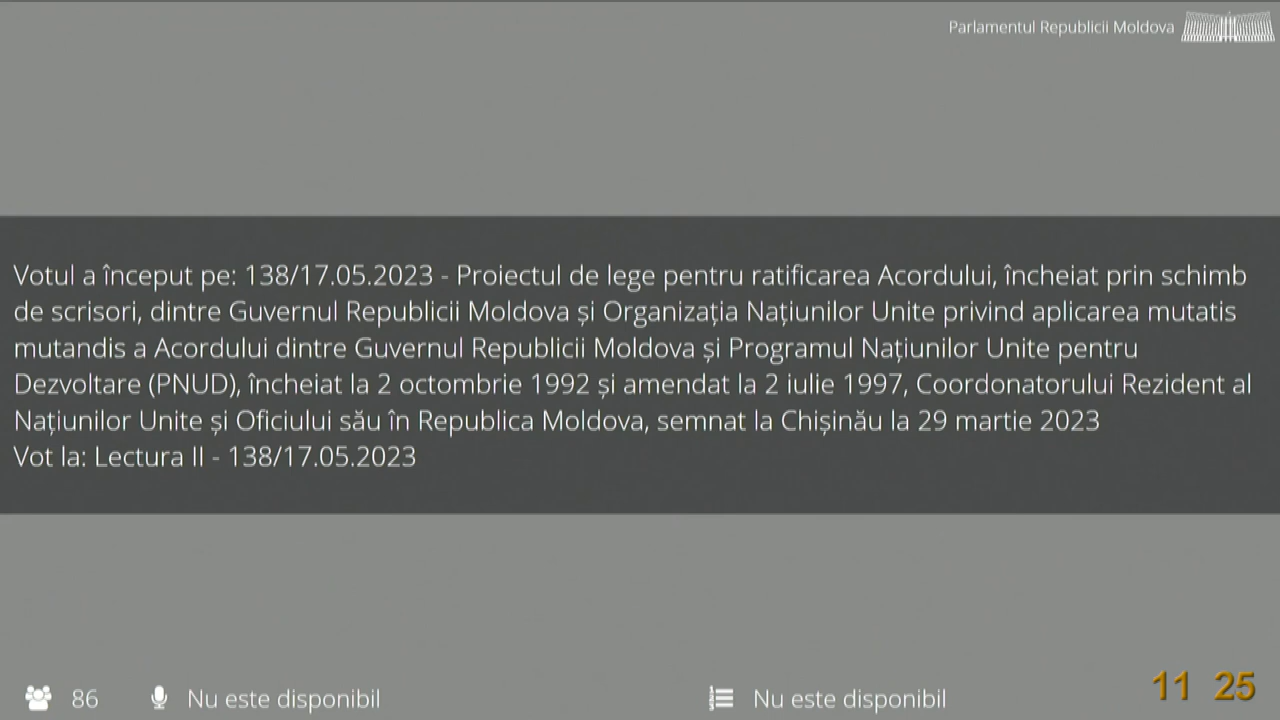 Parlamentul Republicii Moldova
Votul a început pe: 138/17.05.2023 - Proiectul de lege pentru ratificarea Acordului, încheiat prin schimb
de scrisori, dintre Guvernul Republicii Moldova și Organizația Națiunilor Unite privind aplicarea mutatis
mutandis a Acordului dintre Guvernul Republicii Moldova și Programul Națiunilor Unite pentru
Dezvoltare (PNUD), încheiat la 2 octombrie 1992 și amendat la 2 iulie 1997, Coordonatorului Rezident al
Națiunilor Unite și Oficiului său în Republica Moldova, semnat la Chișinău la 29 martie 2023
Vot la: Lectura II - 138/17.05.2023
86 Nu este disponibil Nu este disponibil 11 25